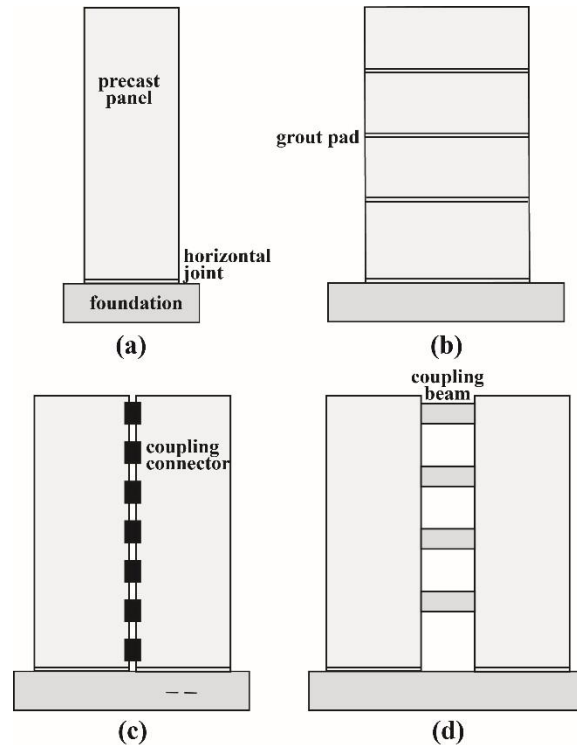 precast
panel
grout pad
horizontal
joint
foundation
(a)
(b)
coupling
beam
coupling
connector
(c)
(d)